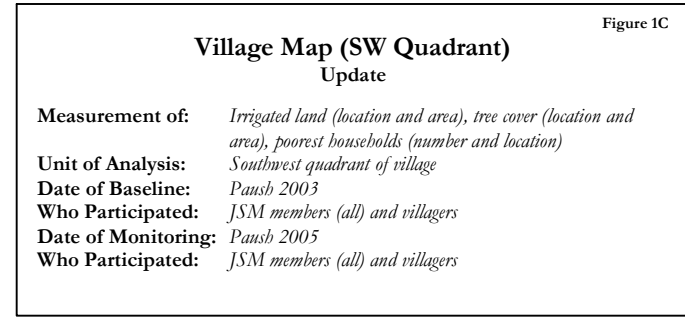 Figure 1C
Village Map (SW Quadrant)
Update
Measurement of: Irrigated land (location and area), tree cover (location and
area), poorest households (number and location)
Unit of Analysis: Southwest quadrant of village
Date of Baseline: Paush 2003
Who Participated: JSM members (all) and villagers
Date of Monitoring: Paush 2005
Who Participated: JSM members (all) and villagers